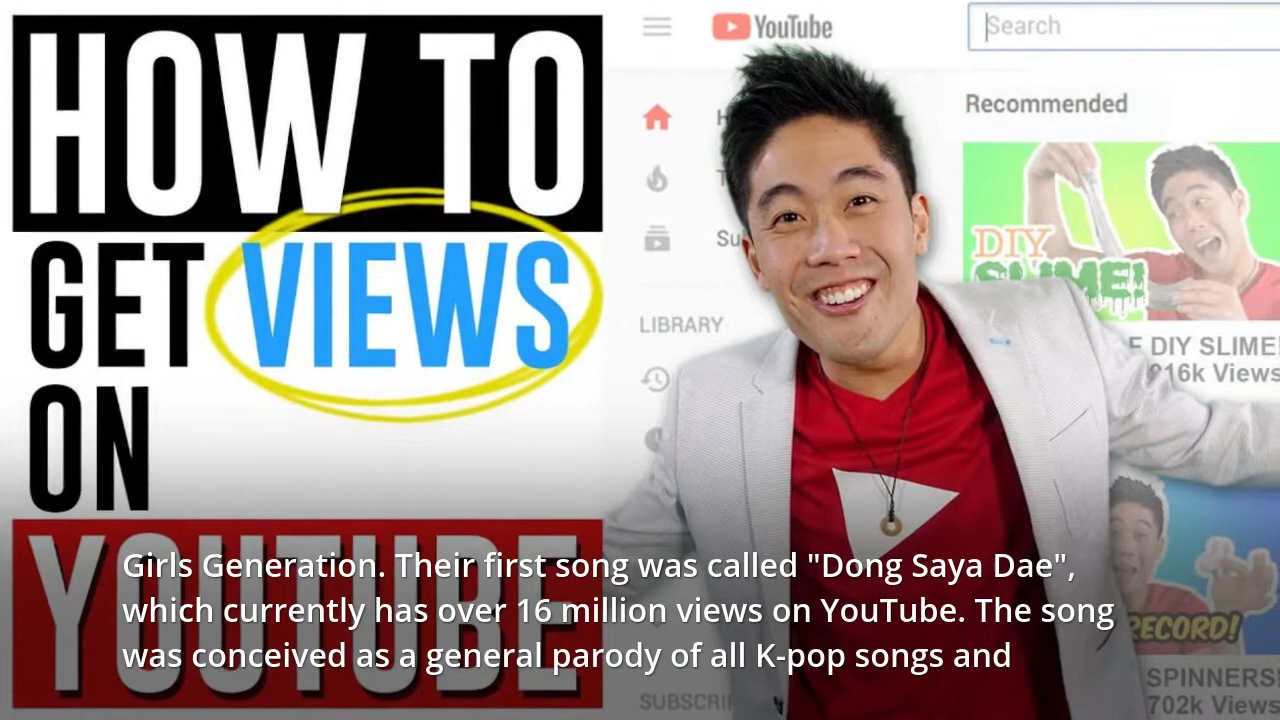 HOW TO
GET VIEWS
ON
YOUTUBE
YouTube
Search
Recommended
DIY
SLIME!
DIY SLIME!
916k Views
LIBRARY
RECORD!
SPINNERS!
702k Views
Girls Generation. Their first song was called "Dong Saya Dae",
which currently has over 16 million views on YouTube. The song
was conceived as a general parody of all K-pop songs and